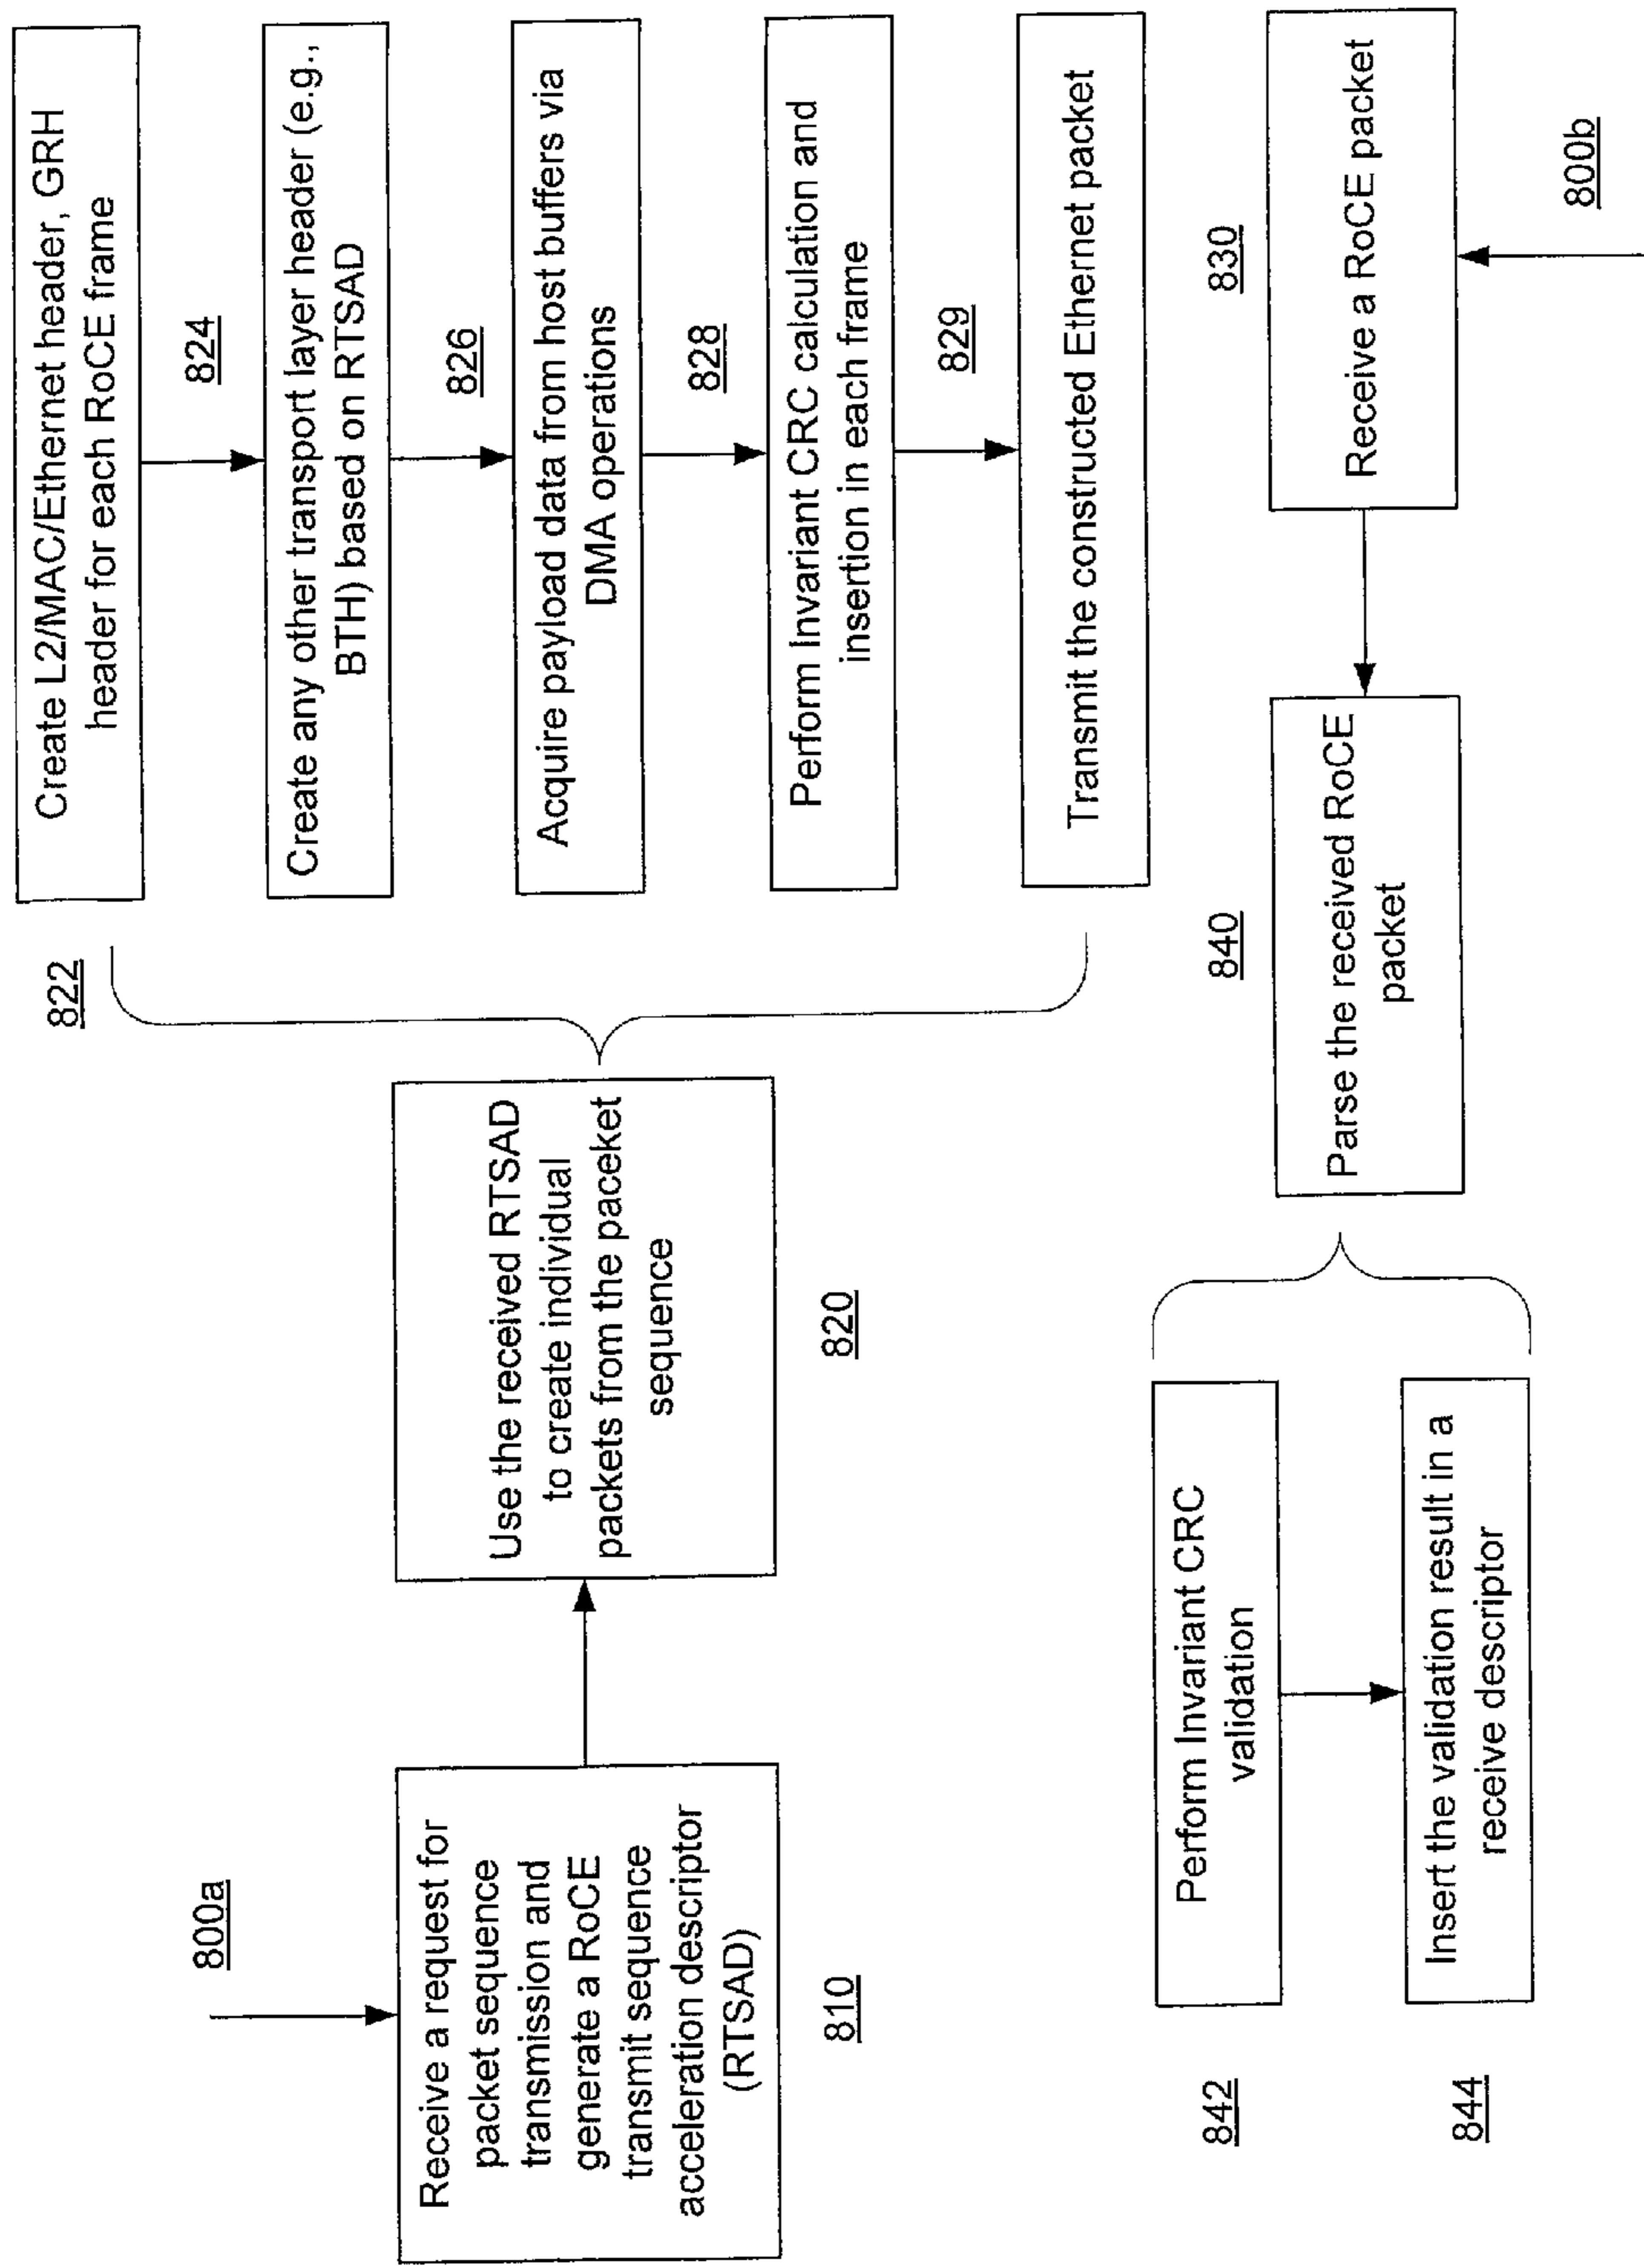 800a
Receive a request for
packet sequence
transmission and
generate a RoCE
transmit sequence
acceleration descriptor
(RTSAD)
810
Use the received RTSAD
to create individual
packets from the paceket
sequence
820
822
Create L2/MAC/Ethernet header, GRH
header for each RoCE frame
824
Create any other transport layer header (e.g.,
BTH) based on RTSAD
826
Acquire payload data from host buffers via
DMA operations
828
Perform Invariant CRC calculation and
insertion in each frame
829
Transmit the constructed Ethernet packet
830
Receive a RoCE packet
800b
840
Parse the received RoCE
packet
842
Perform Invariant CRC
validation
844
Insert the validation result in a
receive descriptor